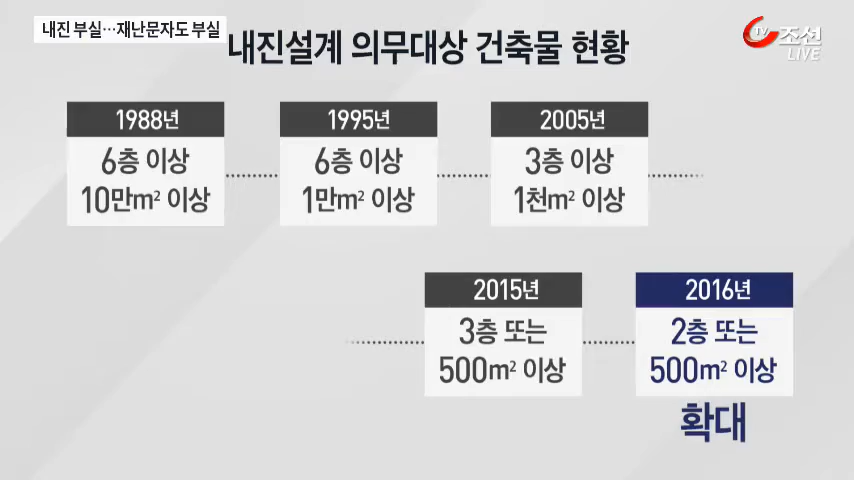 내진 부실…재난문자도 부실
TV조선
LIVE
내진설계 의무대상 건축물 현황
1988년
6층 이상
10만m² 이상
1995년
6층 이상
1만m² 이상
2005년
3층 이상
1천m² 이상
2015년
3층 또는
500m² 이상
2016년
2층 또는
500m² 이상
확대